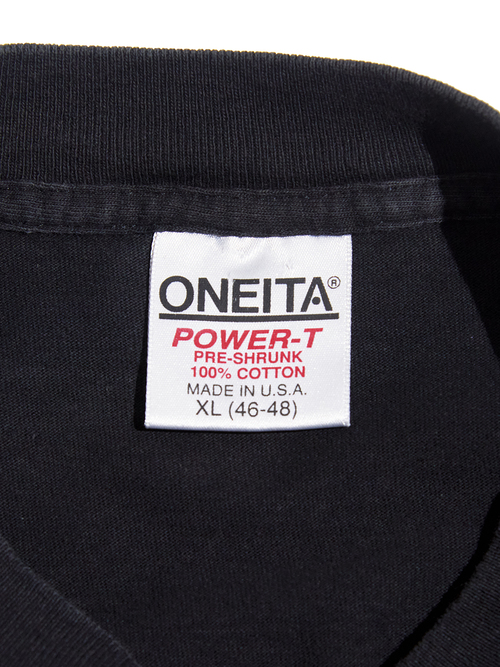 ONEITA®
POWER-T
PRE-SHRUNK
100% COTTON
MADE IN U.S.A.
XL (46-48)